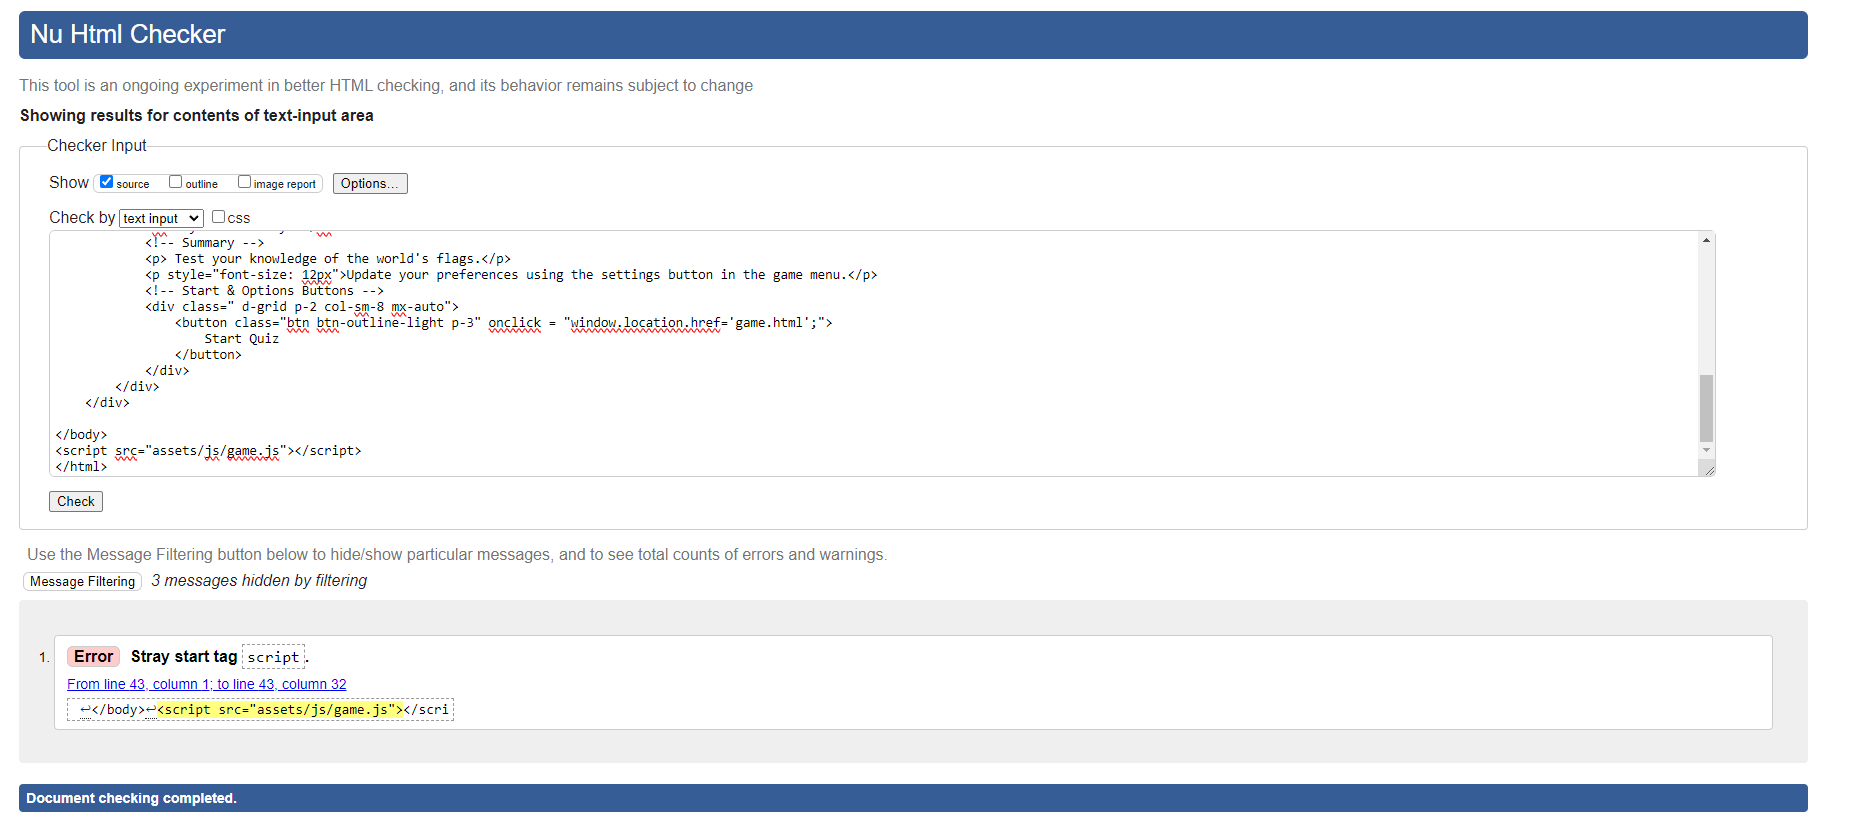 Nu Html Checker
This tool is an ongoing experiment in better HTML checking, and its behavior remains subject to change
Showing results for contents of text-input area
Checker Input
Show source outline image report Options...
Check by text input css
<!-- Summary -->
<p> Test your knowledge of the world's flags.</p>
<p style="font-size: 12px">Update your preferences using the settings button in the game menu.</p>
<!-- Start & Options Buttons -->
<div class=" d-grid p-2 col-sm-8 mx-auto">
<button class="btn btn-outline-light p-3" onclick = "window.location.href='game.html';">
Start Quiz
</button>
</div>
</div>
</div>
</body>
<script src="assets/js/game.js"></script>
</html>
Check
Use the Message Filtering button below to hide/show particular messages, and to see total counts of errors and warnings.
Message Filtering 3 messages hidden by filtering
1. Error Stray start tag script.
From line 43, column 1; to line 43, column 32
↩</body>↩<script src="assets/js/game.js"></scri
Document checking completed.